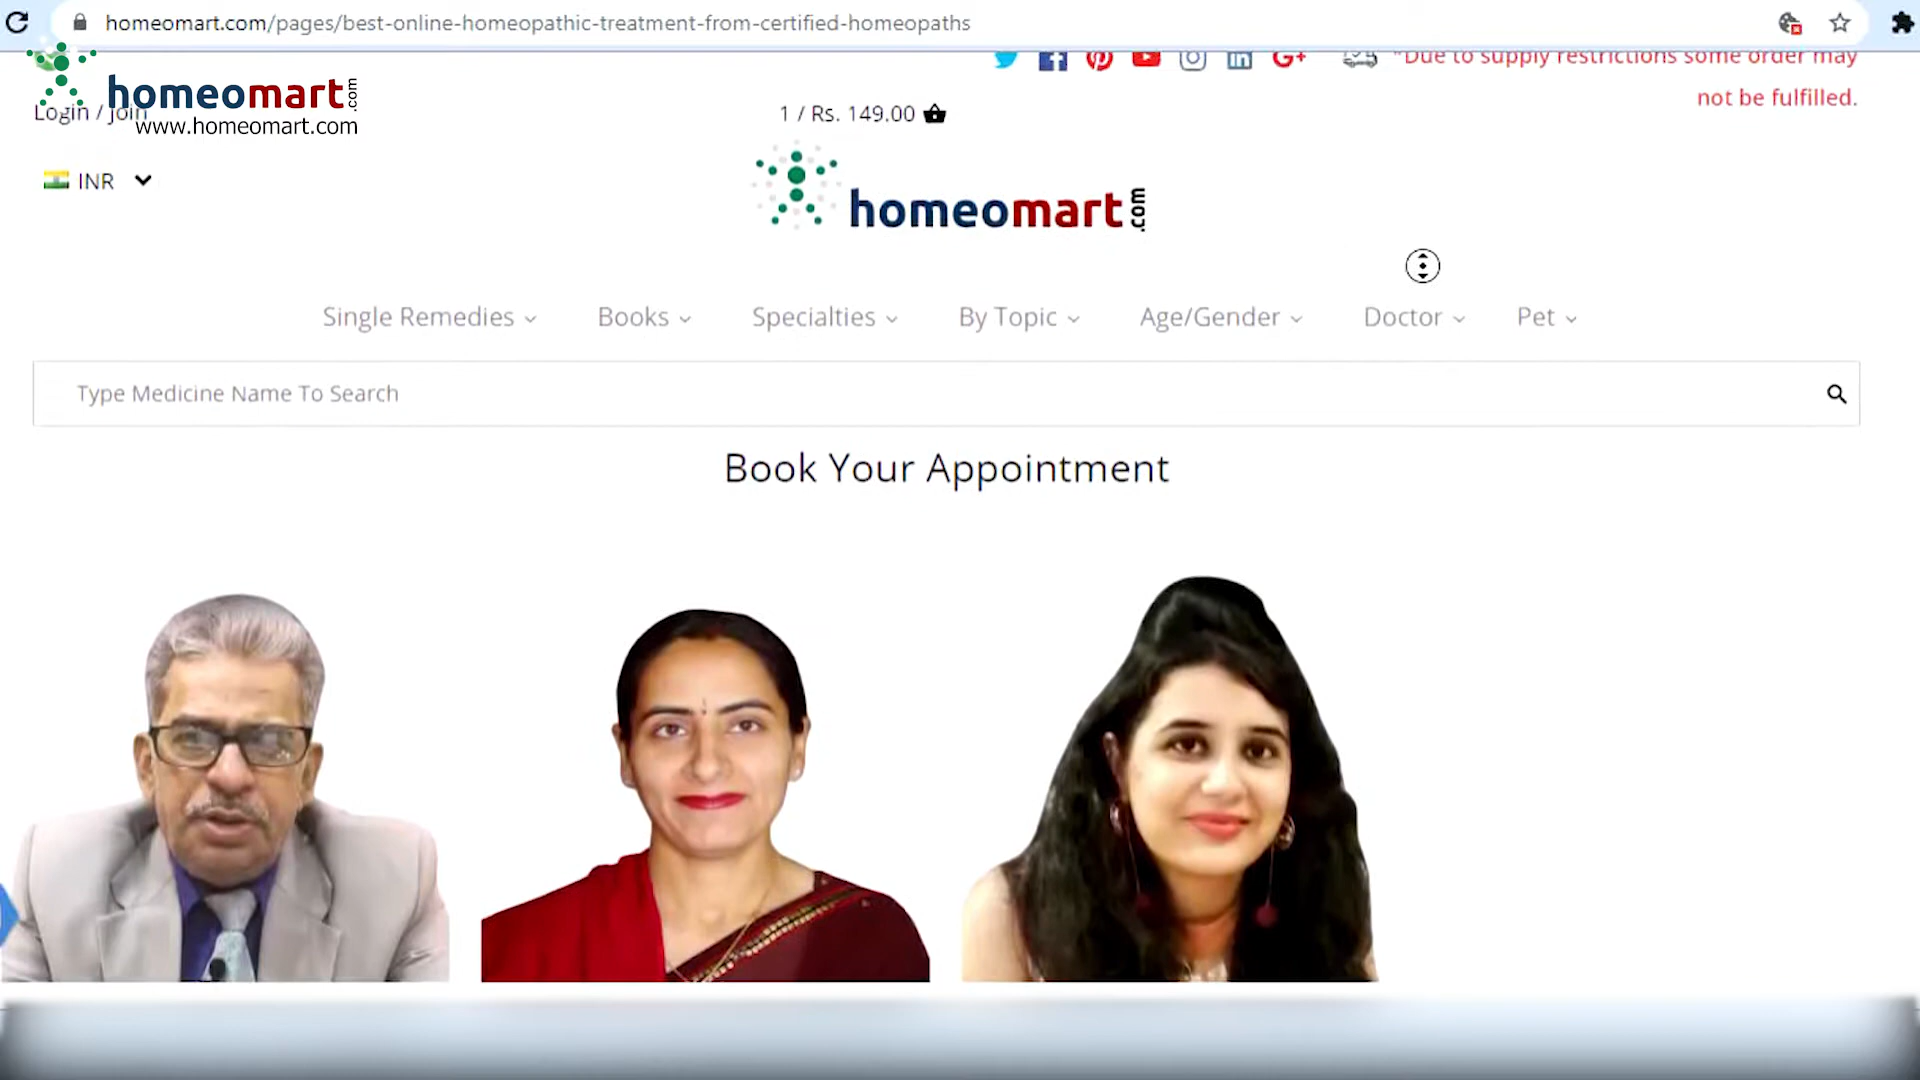 homeomart.com/pages/best-online-homeopathic-treatment-from-certified-homeopaths
*Due to supply restrictions some order may
not be fulfilled.
homeomart.com
www.homeomart.com
Login / Join
1 / Rs. 149.00
INR
homeomart.com
Single Remedies
Books
Specialties
By Topic
Age/Gender
Doctor
Pet
Type Medicine Name To Search
Book Your Appointment